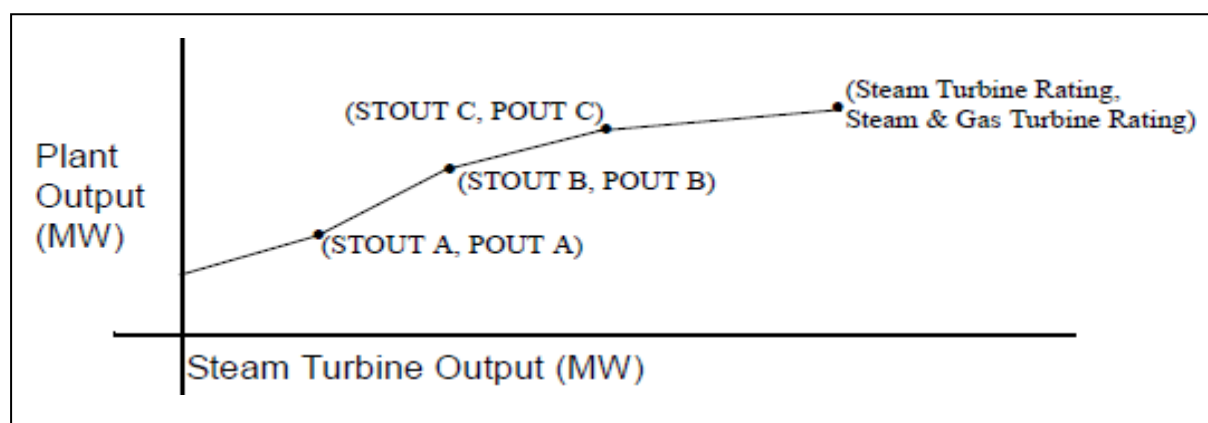 (Steam Turbine Rating,
Steam & Gas Turbine Rating)
(STOUT C, POUT C)
Plant
Output
(MW)
(STOUT B, POUT B)
(STOUT A, POUT A)
Steam Turbine Output (MW)